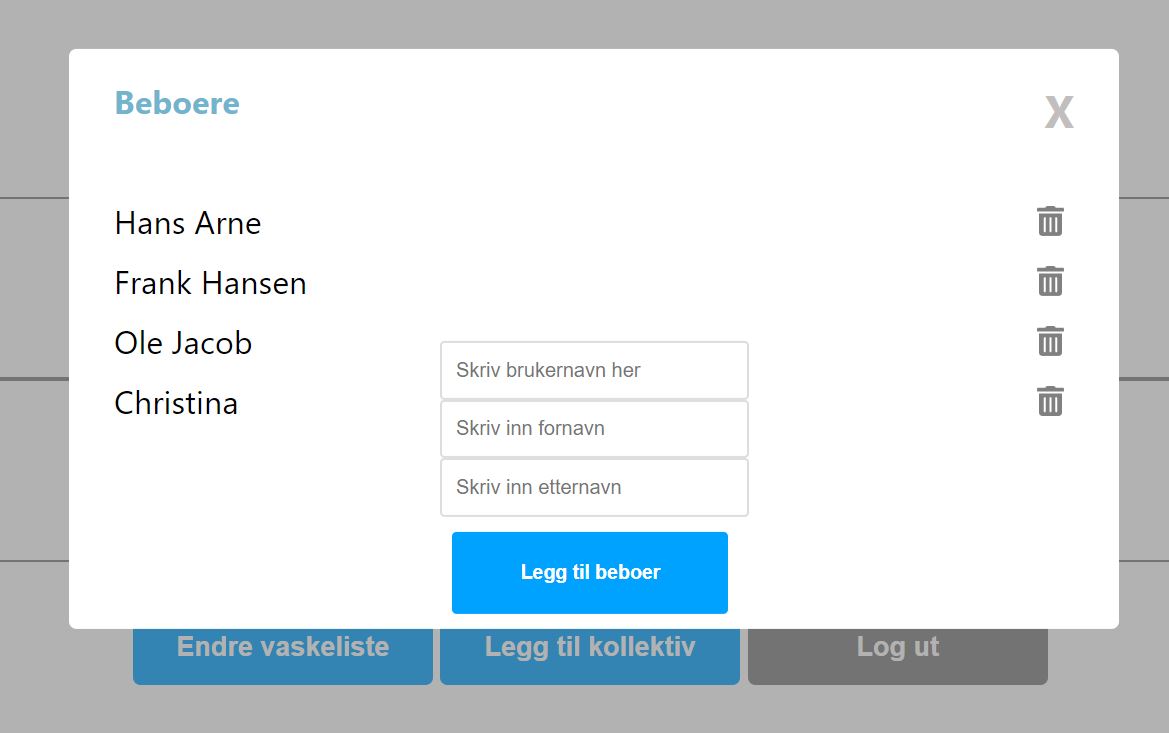 Beboere
X
Hans Arne
Frank Hansen
Ole Jacob
Christina
Skriv brukernavn her
Skriv inn fornavn
Skriv inn etternavn
Legg til beboer
Endre vaskeliste
Legg til kollektiv
Log ut